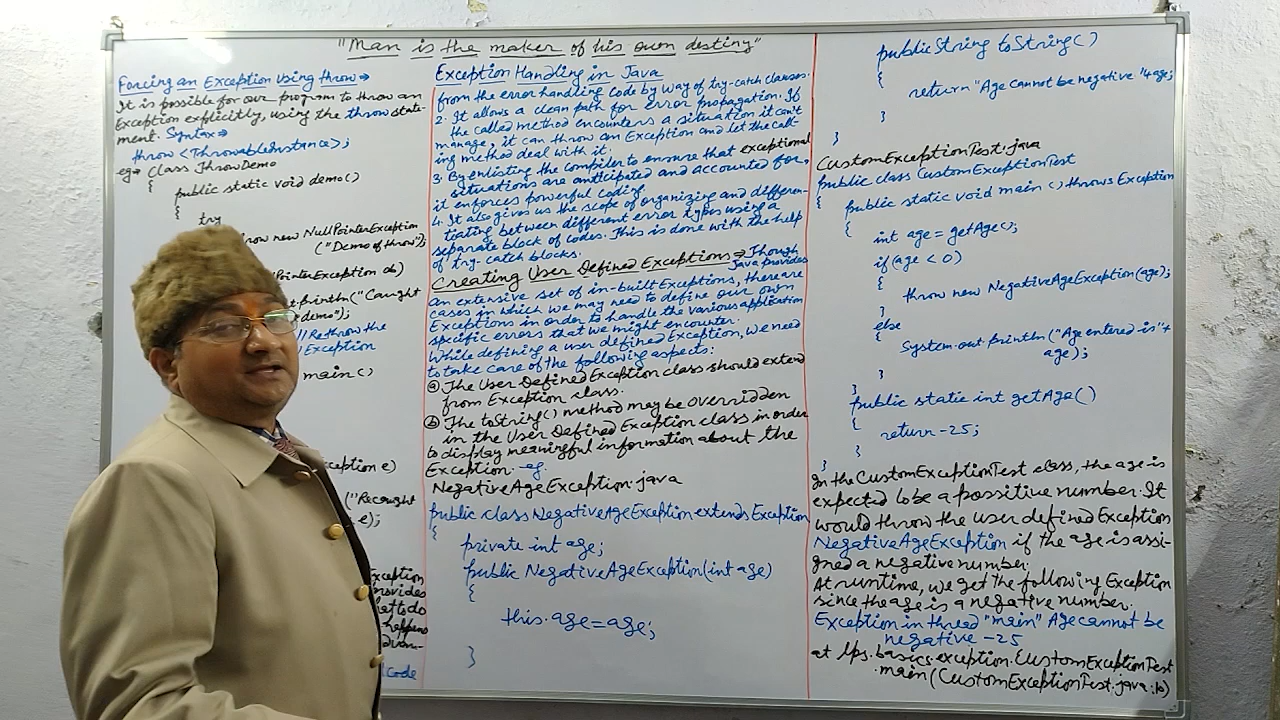 "Man is the maker of his own destiny"
Forcing an Exception Using throw⇒
It is possible for our program to throw an
Exception explicitly, using the throw state-
ment. Syntax⇒
throw <ThrowableInstance>;
eg→ class ThrowDemo
{
public static void demo()
{
try
row new NullPointerException
("Demo of throw");
PointerException ob)
t.println("Caught
demo");
//Rethrow the
Exception
main()
ception e)
("Recaught
e);
Exception
rovides
to do
happens
Code
Exception Handling in Java
from the error handling code by way of try-catch clauses.
2. It allows a clean path for error propagation. If
the called method encounters a situation it can't
manage, it can throw an Exception and let the call-
ing method deal with it.
3. By enlisting the compiler to ensure that exceptional
situations are anticipated and accounted for,
it enforces powerful coding.
4. It also gives us the scope of organizing and differen-
tiating between different error types using a
separate block of codes. This is done with the help
of try-catch blocks.
Creating User Defined Exceptions⇒ Though
Java provides
an extensive set of in-built Exceptions, there are
cases in which we may need to define our own
Exceptions in order to handle the various application
specific errors that we might encounter.
While defining a user defined Exception, we need
to take care of the following aspects:
ⓐ The User Defined Exception class should extend
from Exception class.
ⓑ The toString() method may be overridden
in the User Defined Exception class in order
to display meaningful information about the
Exception. eg.
NegativeAgeException.java
public class NegativeAgeException extends Exception
{
private int age;
public NegativeAgeException(int age)
{
this.age=age;
}
public String toString()
{
return "Age cannot be negative "+age;
}
}
CustomExceptionTest.java
public class CustomExceptionTest
{
public static void main() throws Exception
{
int age=getAge();
if(age < 0)
{
throw new NegativeAgeException(age);
}
else
{
System.out.println("Age entered is"+
age);
}
}
public static int getAge()
{
return -25;
}
}
In the CustomExceptionTest class, the age is
expected to be a possitive number. It
would throw the user defined Exception
NegativeAgeException if the age is assi-
gned a negative number.
At runtime, we get the following Exception
since the age is a negative number.
Exception in thread "main" Age cannot be
negative -25
at lps.basics.exception.CustomExceptionTest
.main(CustomExceptionTest.java:10)